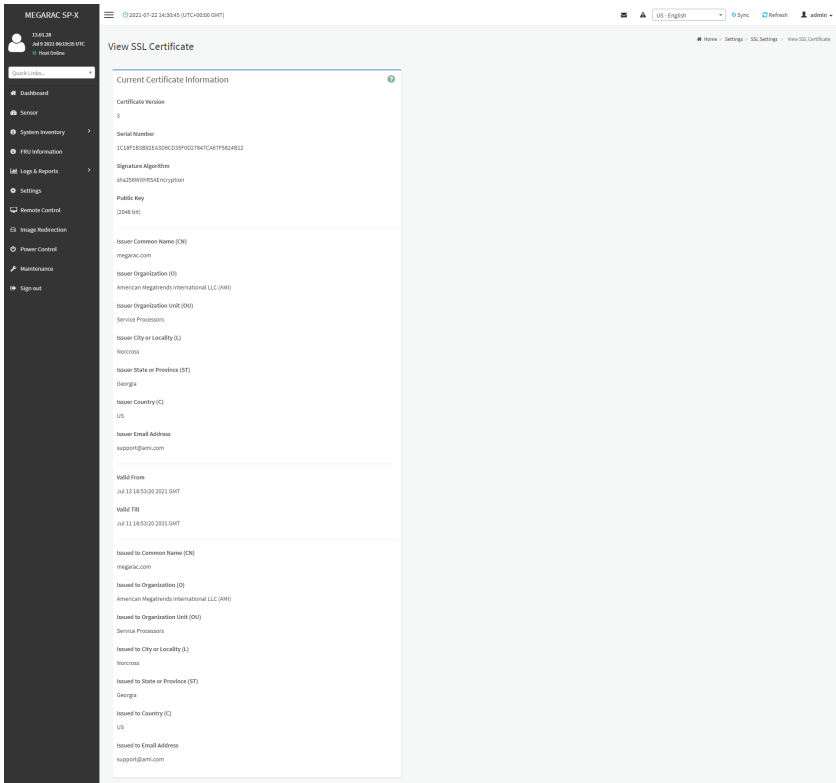 MEGARAC SP-X
2021-07-22 14:30:45 (UTC+00:00 GMT)
US - English
Sync
Refresh
admin
13.01.28
Jul 9 2021 06:19:35 UTC
Host Online
Quick Links...
Dashboard
Sensor
System Inventory
FRU Information
Logs & Reports
Settings
Remote Control
Image Redirection
Power Control
Maintenance
Sign out
View SSL Certificate
Home > Settings > SSL Settings > View SSL Certificate
Current Certificate Information
Certificate Version
3
Serial Number
1C18F1B3B92EA3D6CD35F0D27847CA67F5824B12
Signature Algorithm
sha256WithRSAEncryption
Public Key
(2048 bit)
Issuer Common Name (CN)
megarac.com
Issuer Organization (O)
American Megatrends International LLC (AMI)
Issuer Organization Unit (OU)
Service Processors
Issuer City or Locality (L)
Norcross
Issuer State or Province (ST)
Georgia
Issuer Country (C)
US
Issuer Email Address
support@ami.com
Valid From
Jul 13 18:53:20 2021 GMT
Valid Till
Jul 11 18:53:20 2031 GMT
Issued to Common Name (CN)
megarac.com
Issued to Organization (O)
American Megatrends International LLC (AMI)
Issued to Organization Unit (OU)
Service Processors
Issued to City or Locality (L)
Norcross
Issued to State or Province (ST)
Georgia
Issued to Country (C)
US
Issued to Email Address
support@ami.com